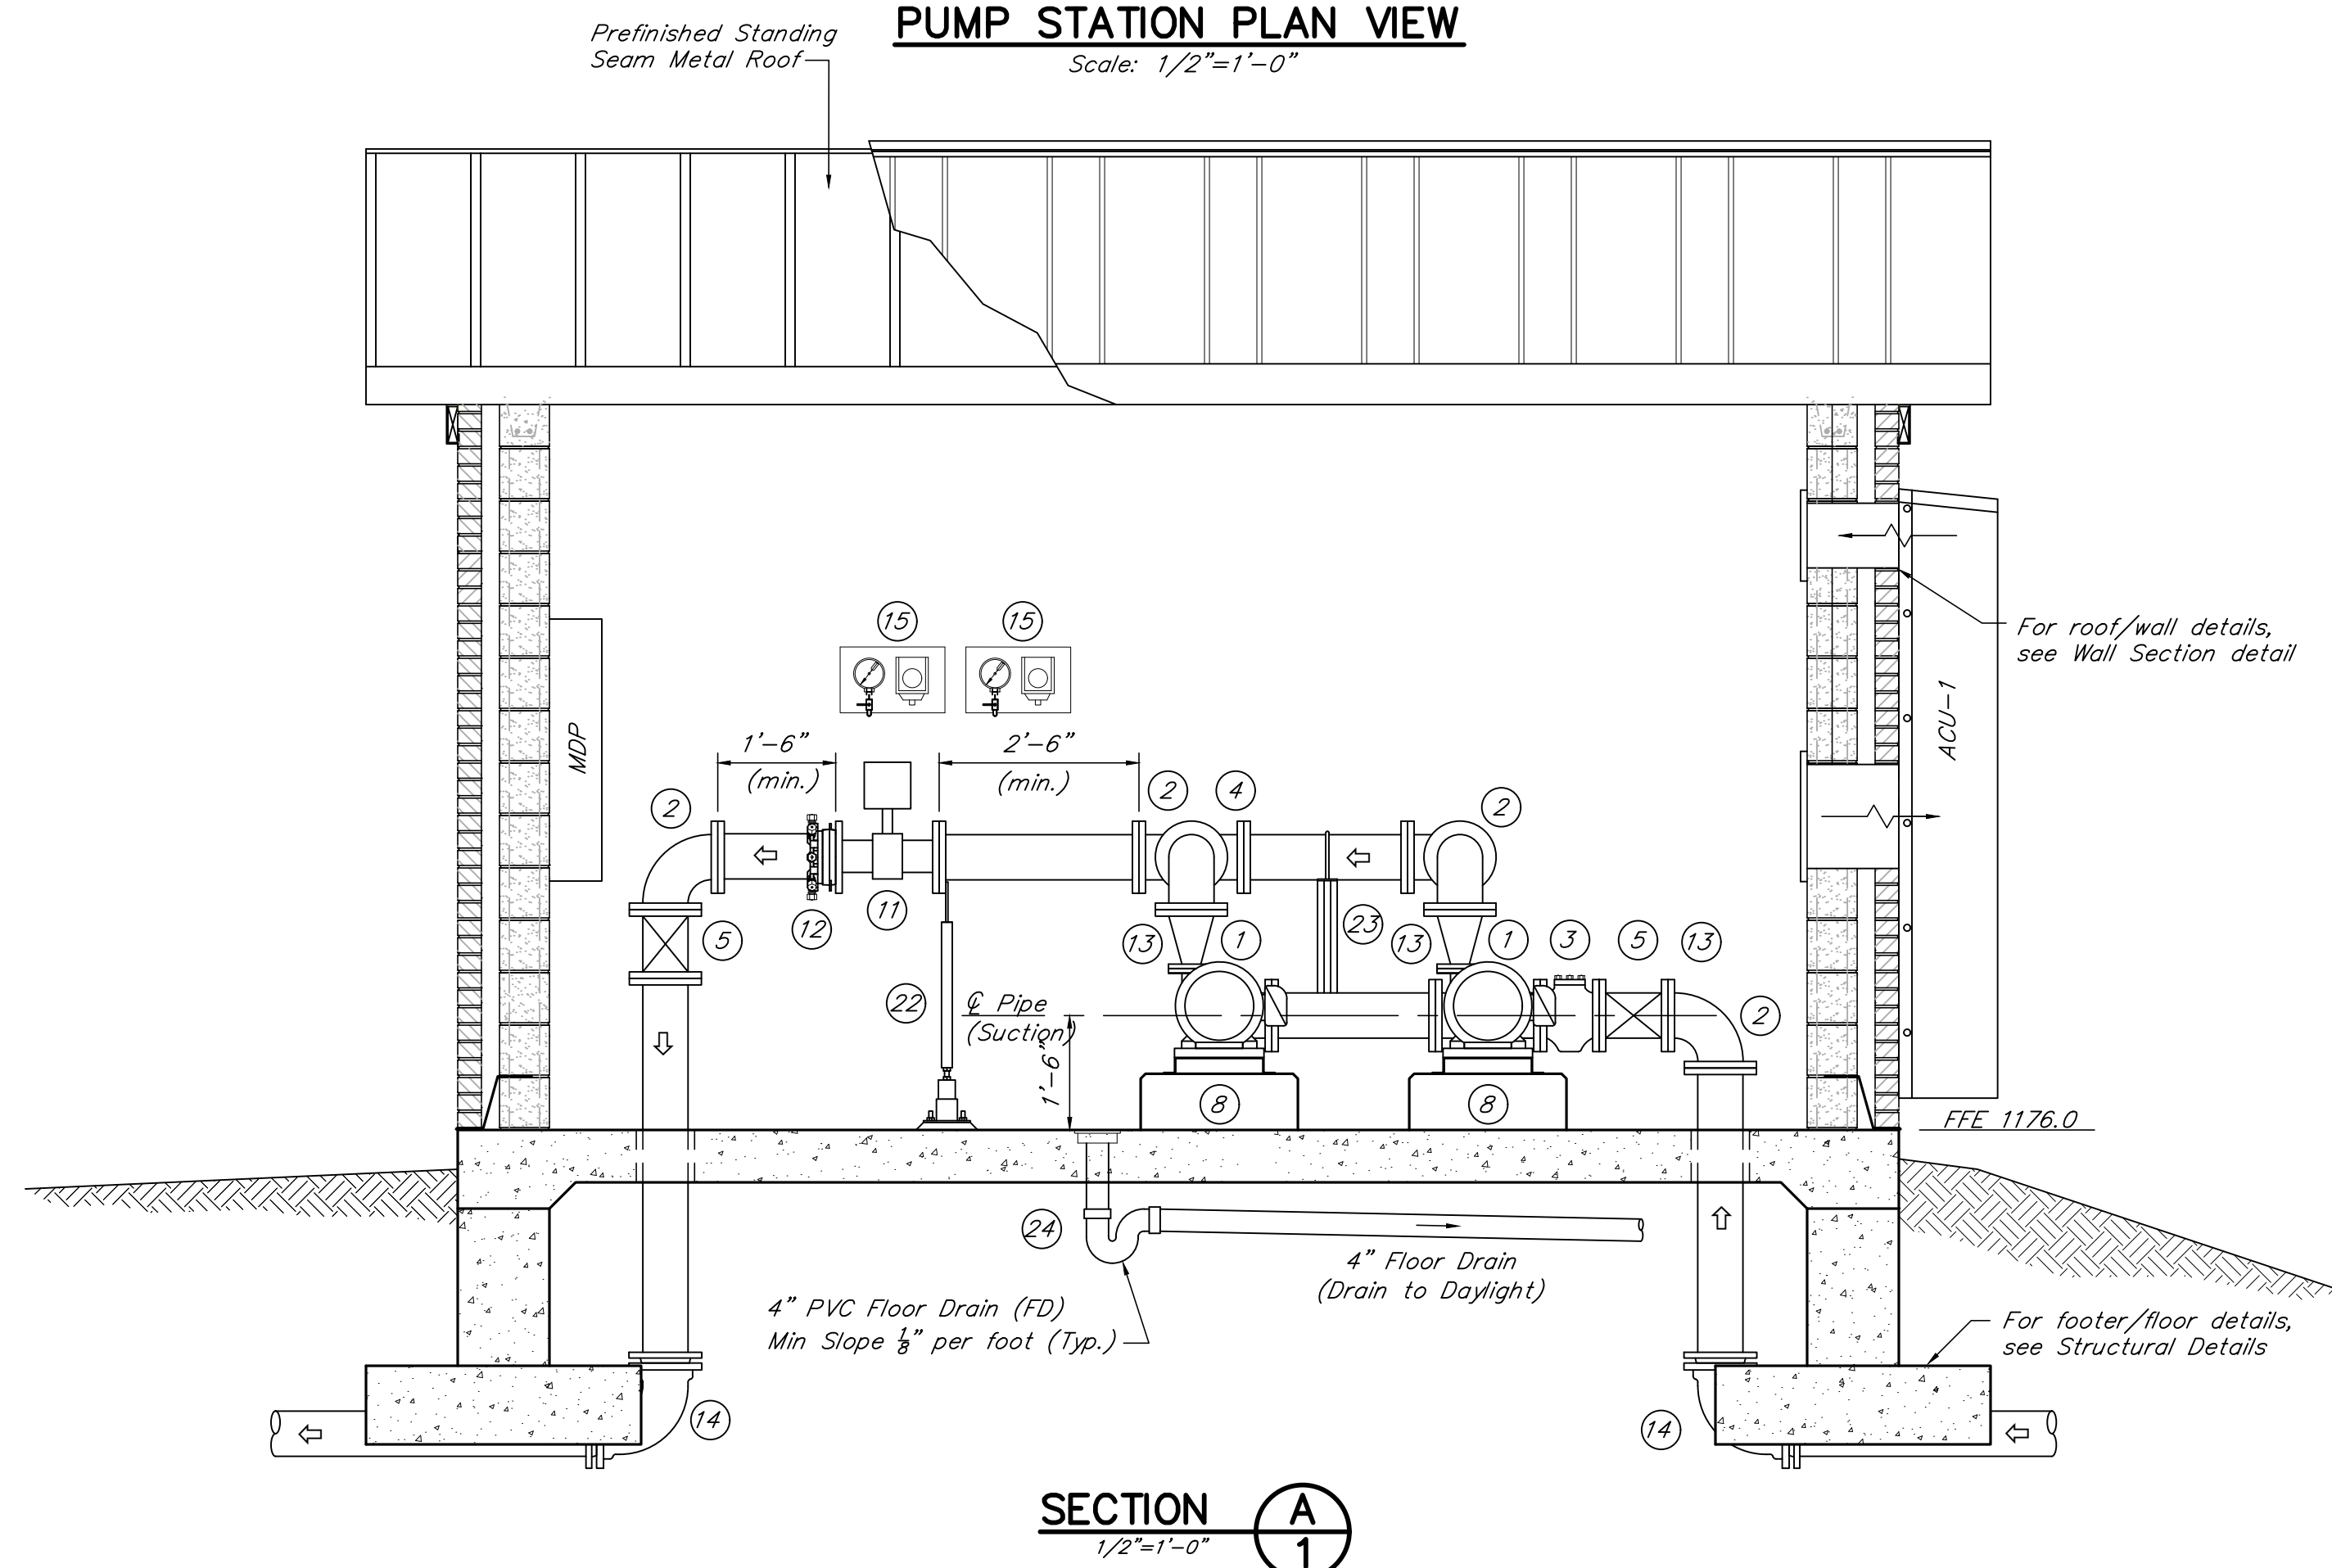 PUMP STATION PLAN VIEW
Scale: 1/2"=1'-0"
Prefinished Standing
Seam Metal Roof
15
15
For roof/wall details,
see Wall Section detail
ACU-1
MDP
1'-6"
(min.)
2'-6"
(min.)
2
2
4
2
11
12
5
13
1
23
13
1
3
5
13
22
℄ Pipe
(Suction)
1'-6"
2
8
8
FFE 1176.0
24
4" Floor Drain
(Drain to Daylight)
4" PVC Floor Drain (FD)
Min Slope ⅛" per foot (Typ.)
For footer/floor details,
see Structural Details
14
14
SECTION
A
1
1/2"=1'-0"